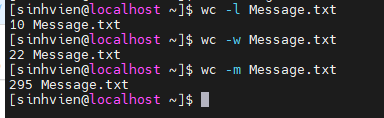 [sinhvien@localhost ~]$ wc -l Message.txt
10 Message.txt
[sinhvien@localhost ~]$ wc -w Message.txt
22 Message.txt
[sinhvien@localhost ~]$ wc -m Message.txt
295 Message.txt
[sinhvien@localhost ~]$